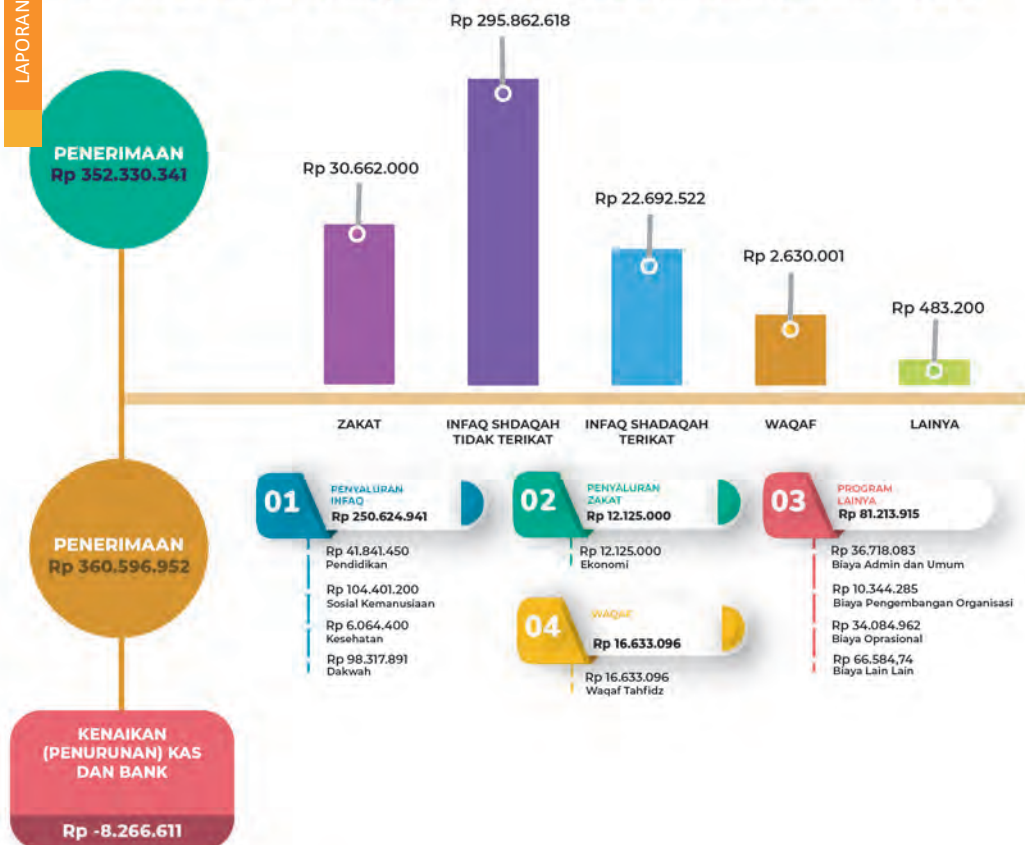 LAPORAN
PENERIMAAN
Rp 352.330.341
Rp 30.662.000
Rp 295.862.618
Rp 22.692.522
Rp 2.630.001
Rp 483.200
ZAKAT
INFAQ SHDAQAH
TIDAK TERIKAT
INFAQ SHADAQAH
TERIKAT
WAQAF
LAINYA
PENERIMAAN
Rp 360.596.952
01
PENYALURAN
INFAQ
Rp 250.624.941
Rp 41.841.450
Pendidikan
Rp 104.401.200
Sosial Kemanusiaan
Rp 6.064.400
Kesehatan
Rp 98.317.891
Dakwah
02
PENYALURAN
ZAKAT
Rp 12.125.000
Rp 12.125.000
Ekonomi
03
PROGRAM
LAINYA
Rp 81.213.915
Rp 36.718.083
Biaya Admin dan Umum
Rp 10.344.285
Biaya Pengembangan Organisasi
Rp 34.084.962
Biaya Oprasional
Rp 66.584,74
Biaya Lain Lain
04
WAQAF
Rp 16.633.096
Rp 16.633.096
Waqaf Tahfidz
KENAIKAN
(PENURUNAN) KAS
DAN BANK
Rp -8.266.611